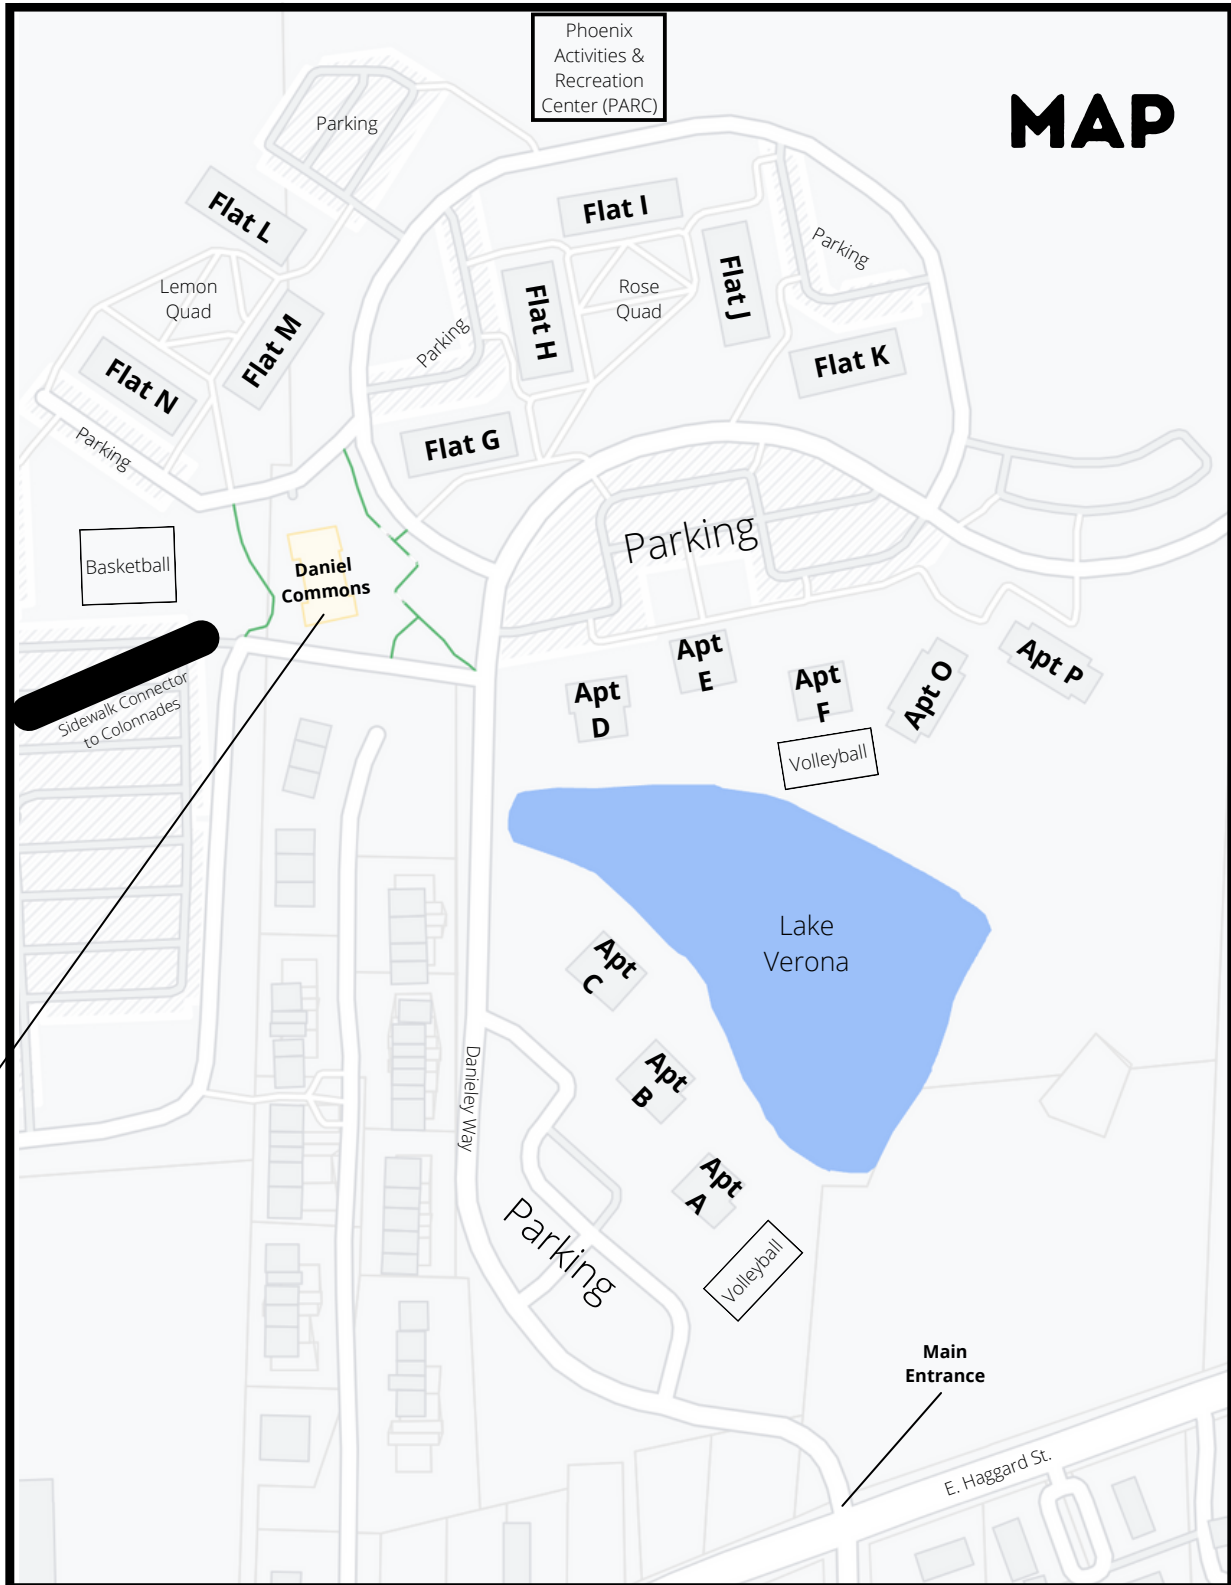 Phoenix
Activities &
Recreation
Center (PARC)
MAP
Parking
Flat L
Flat I
Parking
Flat J
Lemon
Quad
Rose
Quad
Flat H
Flat M
Parking
Flat K
Flat N
Flat G
Parking
Parking
Basketball
Daniel
Commons
Apt
E
Apt P
Apt
D
Apt
F
Apt O
Sidewalk Connector
to Colonnades
Volleyball
Lake
Verona
Apt
C
Apt
B
Danieley Way
Apt
A
Parking
Volleyball
Main
Entrance
E. Haggard St.